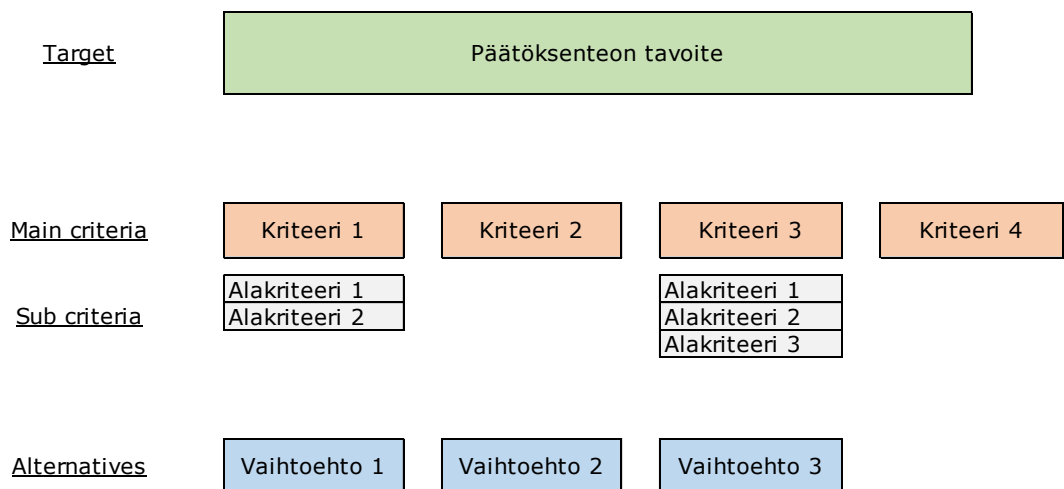 Target
Päätöksenteon tavoite
Main criteria
Kriteeri 1
Kriteeri 2
Kriteeri 3
Kriteeri 4
Sub criteria
Alakriteeri 1
Alakriteeri 2
Alakriteeri 1
Alakriteeri 2
Alakriteeri 3
Alternatives
Vaihtoehto 1
Vaihtoehto 2
Vaihtoehto 3